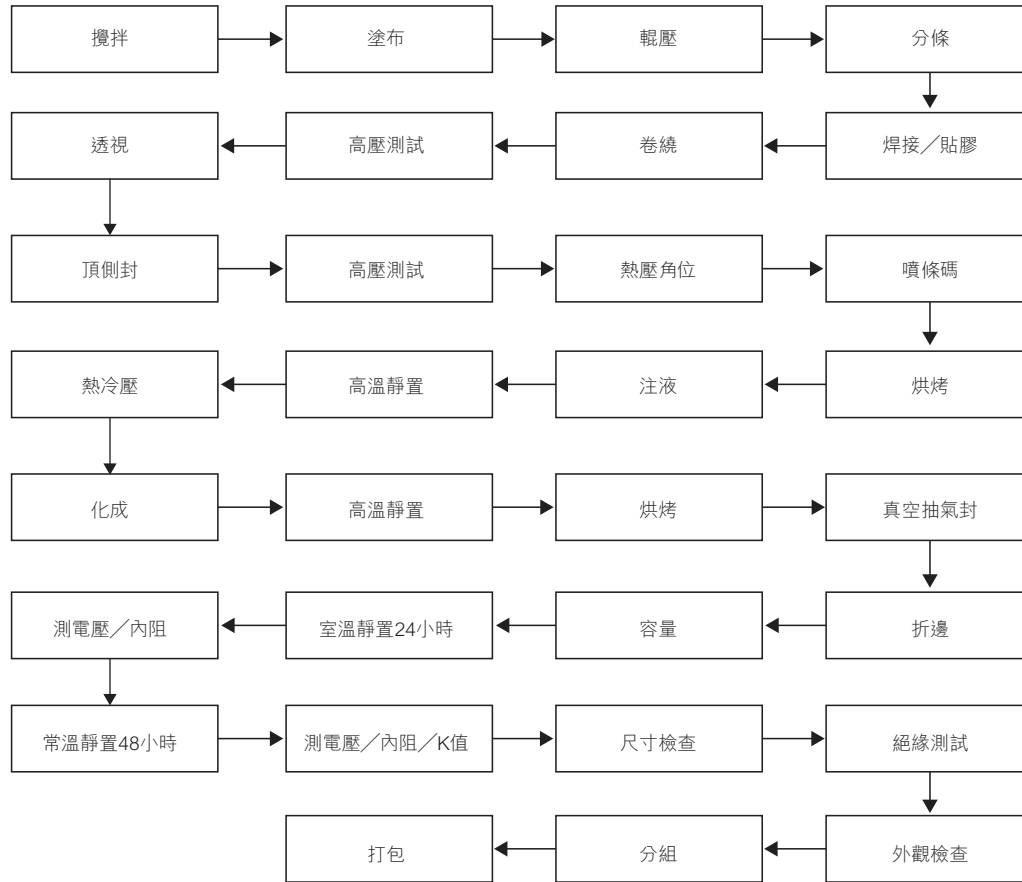 攪拌
塗布
輥壓
分條
焊接／貼膠
卷繞
高壓測試
透視
頂側封
高壓測試
熱壓角位
噴條碼
烘烤
注液
高溫靜置
熱冷壓
化成
高溫靜置
烘烤
真空抽氣封
折邊
容量
室溫靜置24小時
測電壓／內阻
常溫靜置48小時
測電壓／內阻／K值
尺寸檢查
絕緣測試
外觀檢查
分組
打包